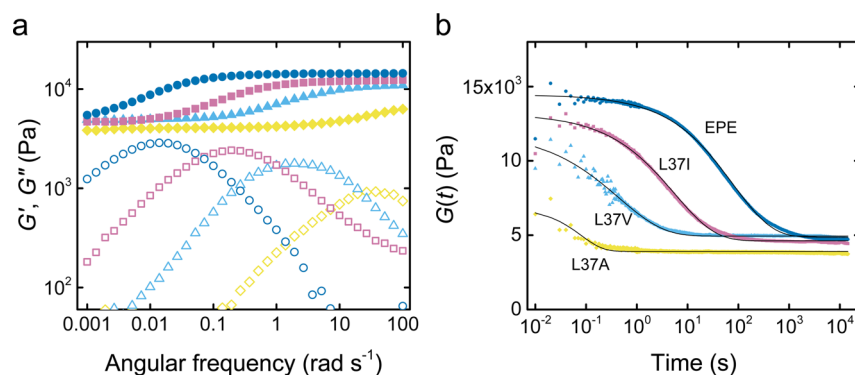 a
G′, G″ (Pa)
10⁴
10³
10²
0.001 0.01 0.1 1 10 100
Angular frequency (rad s⁻¹)
b
G(t) (Pa)
15x10³
10
5
0
EPE
L37I
L37V
L37A
10⁻² 10⁻¹ 10⁰ 10¹ 10² 10³ 10⁴
Time (s)